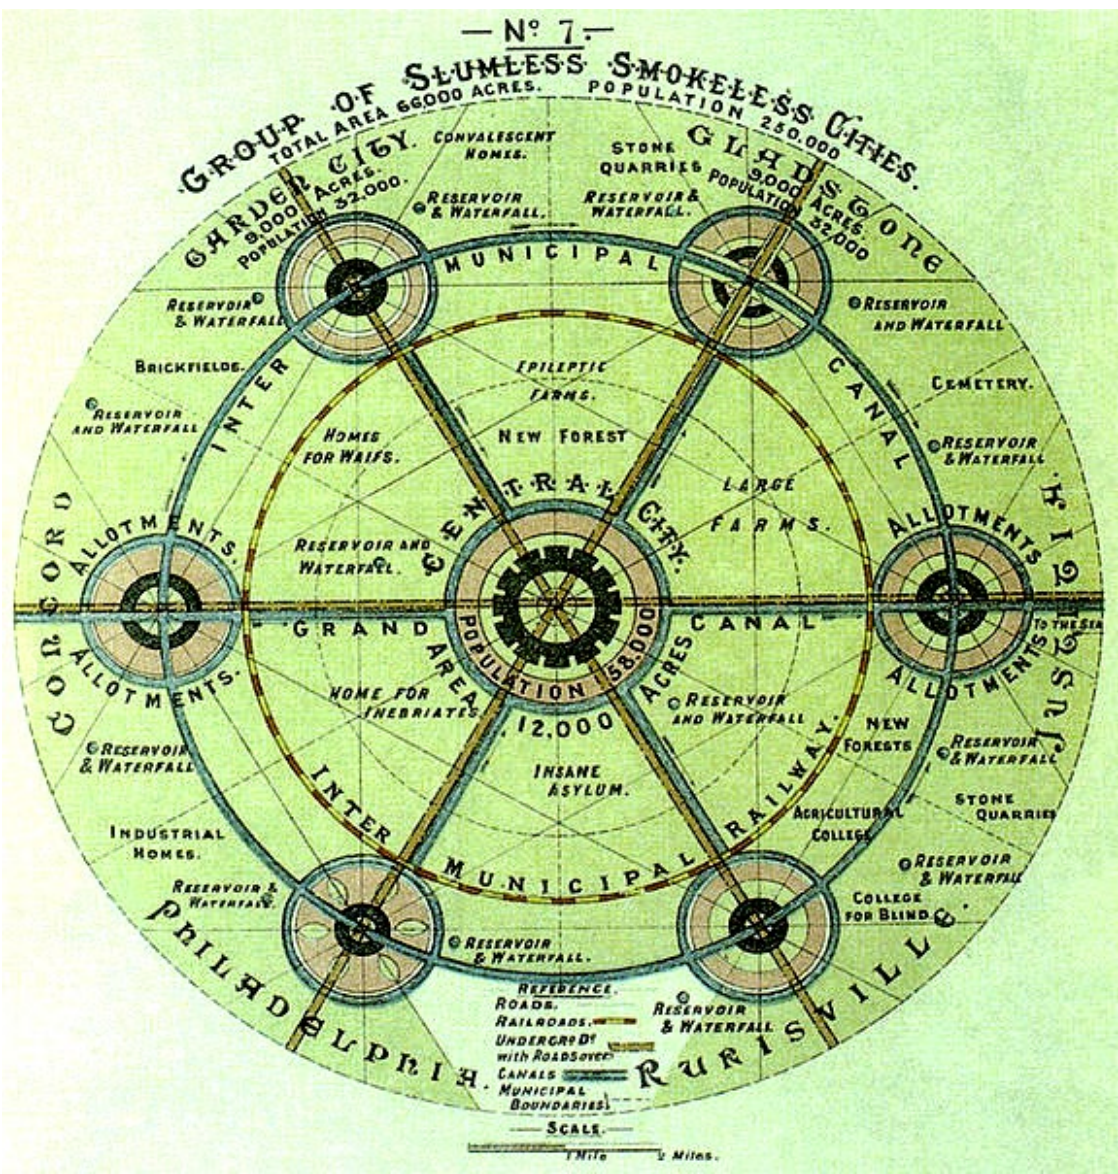 — Nº 7. —
GROUP OF SLUMLESS SMOKELESS CITIES.
TOTAL AREA 66,000 ACRES. POPULATION 250,000
GARDEN CITY.
9,000 ACRES.
POPULATION 32,000.
CONVALESCENT
HOMES.
STONE
QUARRIES
GLADSTONE
9,000 ACRES.
POPULATION 32,000
RESERVOIR
& WATERFALL.
RESERVOIR &
WATERFALL.
RESERVOIR
& WATERFALL
RESERVOIR
AND WATERFALL
INTER MUNICIPAL CANAL
BRICKFIELDS.
EPILEPTIC
FARMS.
CEMETERY.
RESERVOIR
AND WATERFALL
HOMES
FOR WAIFS.
NEW FOREST
RESERVOIR
& WATERFALL
LARGE
FARMS.
CENTRAL CITY.
CONCORD
ALLOTMENTS.
RESERVOIR AND
WATERFALL.
ALLOTMENTS
JUSTITIA
GRAND CANAL
TO THE SEA
POPULATION 58,000
AREA 12,000 ACRES
ALLOTMENTS.
ALLOTMENTS
HOME FOR
INEBRIATES
RESERVOIR
AND WATERFALL
NEW
FORESTS
RESERVOIR
& WATERFALL
RESERVOIR
& WATERFALL
INSANE
ASYLUM.
STONE
QUARRIES
AGRICULTURAL
COLLEGE
INTER MUNICIPAL RAILWAY.
INDUSTRIAL
HOMES.
RESERVOIR
& WATERFALL
RESERVOIR &
WATERFALL
COLLEGE
FOR BLIND.
PHILADELPHIA.
RURISVILLE.
RESERVOIR
& WATERFALL.
RESERVOIR
& WATERFALL
REFERENCE.
ROADS.
RAILROADS.
UNDERGRD Dº
with ROADS over
CANALS
MUNICIPAL
BOUNDARIES
— SCALE. —
1 Mile 2 Miles.